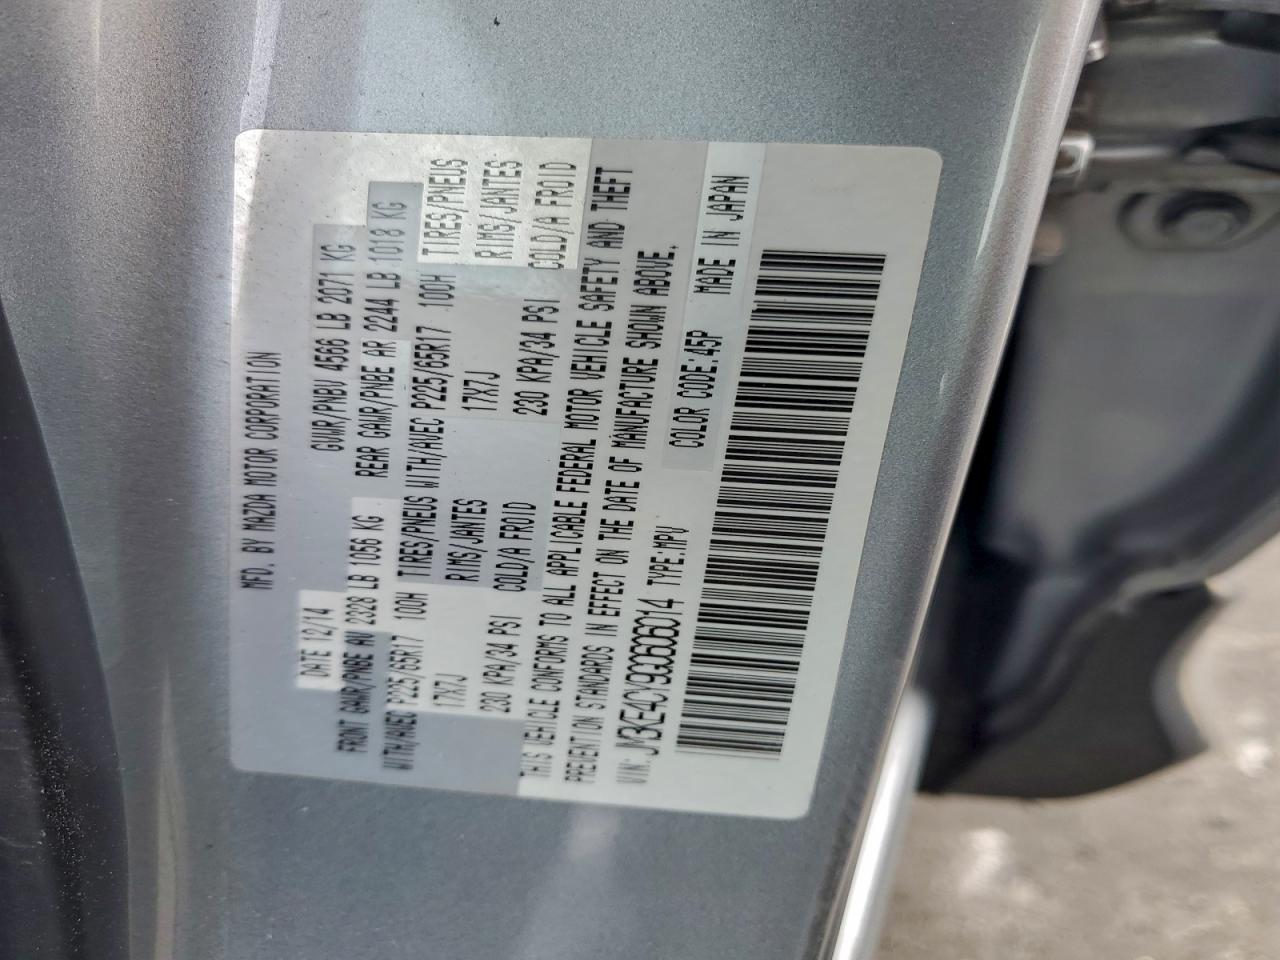 MFD. BY MAZDA MOTOR CORPORATION
DATE 12/14 GVWR/PNBV 4566 LB 2071 KG
FRONT GAWR/PNBE AV 2328 LB 1056 KG REAR GAWR/PNBE AR 2244 LB 1018 KG
WITH/AVEC P225/65R17 100H TIRES/PNEUS WITH/AVEC P225/65R17 100H TIRES/PNEUS
17X7J RIMS/JANTES 17X7J RIMS/JANTES
230 KPA/34 PSI COLD/A FROID 230 KPA/34 PSI COLD/A FROID
THIS VEHICLE CONFORMS TO ALL APPLICABLE FEDERAL MOTOR VEHICLE SAFETY AND THEFT
PREVENTION STANDARDS IN EFFECT ON THE DATE OF MANUFACTURE SHOWN ABOVE.
VIN: JM3KE4CY9G0606014 TYPE:MPV COLOR CODE:45P MADE IN JAPAN